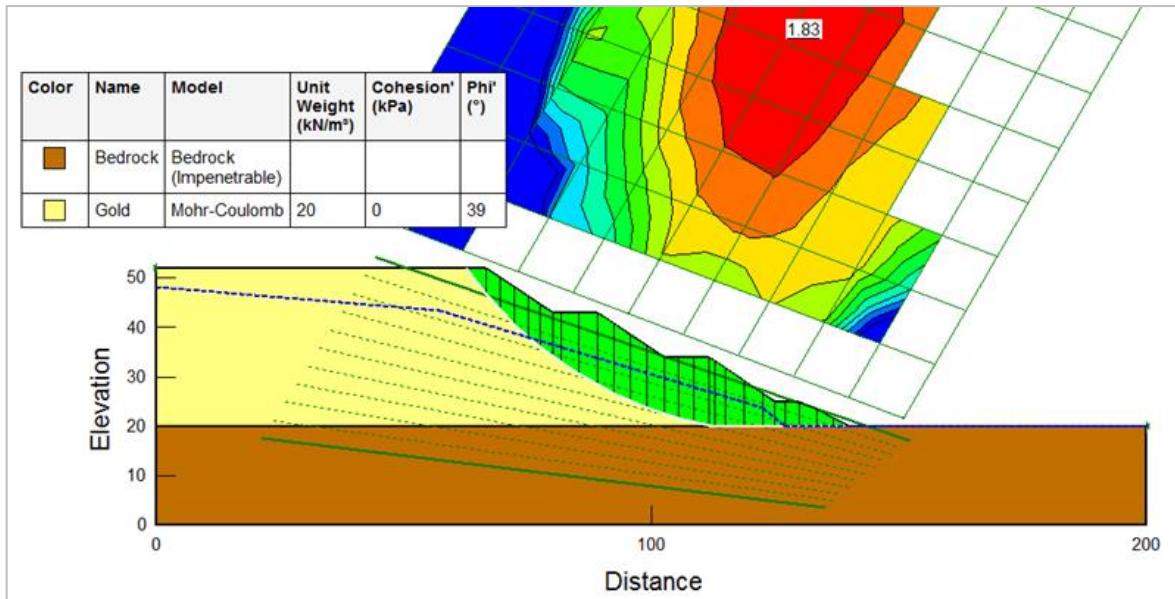 1.83
Color Name Model Unit Weight (kN/m³) Cohesion' (kPa) Phi' (°)
Bedrock Bedrock (Impenetrable)
Gold Mohr-Coulomb 20 0 39
Elevation
50
40
30
20
10
0
0 100 200
Distance